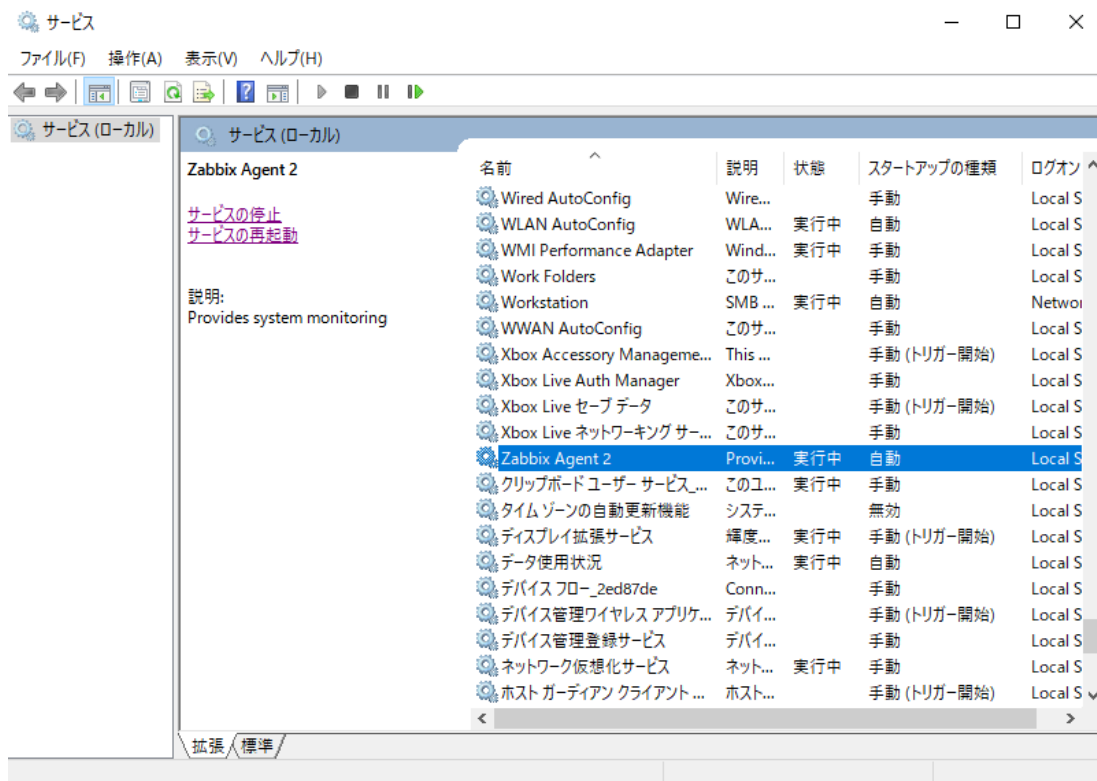 サービス
ファイル(F) 操作(A) 表示(V) ヘルプ(H)
サービス (ローカル)
サービス (ローカル)
Zabbix Agent 2
サービスの停止
サービスの再起動
説明:
Provides system monitoring
名前 説明 状態 スタートアップの種類 ログオン
Wired AutoConfig Wire... 手動 Local S
WLAN AutoConfig WLA... 実行中 自動 Local S
WMI Performance Adapter Wind... 実行中 手動 Local S
Work Folders このサ... 手動 Local S
Workstation SMB ... 実行中 自動 Networ
WWAN AutoConfig このサ... 手動 Local S
Xbox Accessory Manageme... This ... 手動 (トリガー開始) Local S
Xbox Live Auth Manager Xbox... 手動 Local S
Xbox Live セーブ データ このサ... 手動 (トリガー開始) Local S
Xbox Live ネットワーキング サー... このサ... 手動 Local S
Zabbix Agent 2 Provi... 実行中 自動 Local S
クリップボード ユーザー サービス_... このユ... 実行中 手動 Local S
タイム ゾーンの自動更新機能 システ... 無効 Local S
ディスプレイ拡張サービス 輝度... 実行中 手動 (トリガー開始) Local S
データ使用状況 ネット... 実行中 自動 Local S
デバイス フロー_2ed87de Conn... 手動 Local S
デバイス管理ワイヤレス アプリケ... デバイ... 手動 (トリガー開始) Local S
デバイス管理登録サービス デバイ... 手動 Local S
ネットワーク仮想化サービス ネット... 実行中 手動 Local S
ホスト ガーディアン クライアント ... ホスト... 手動 (トリガー開始) Local S
拡張 標準